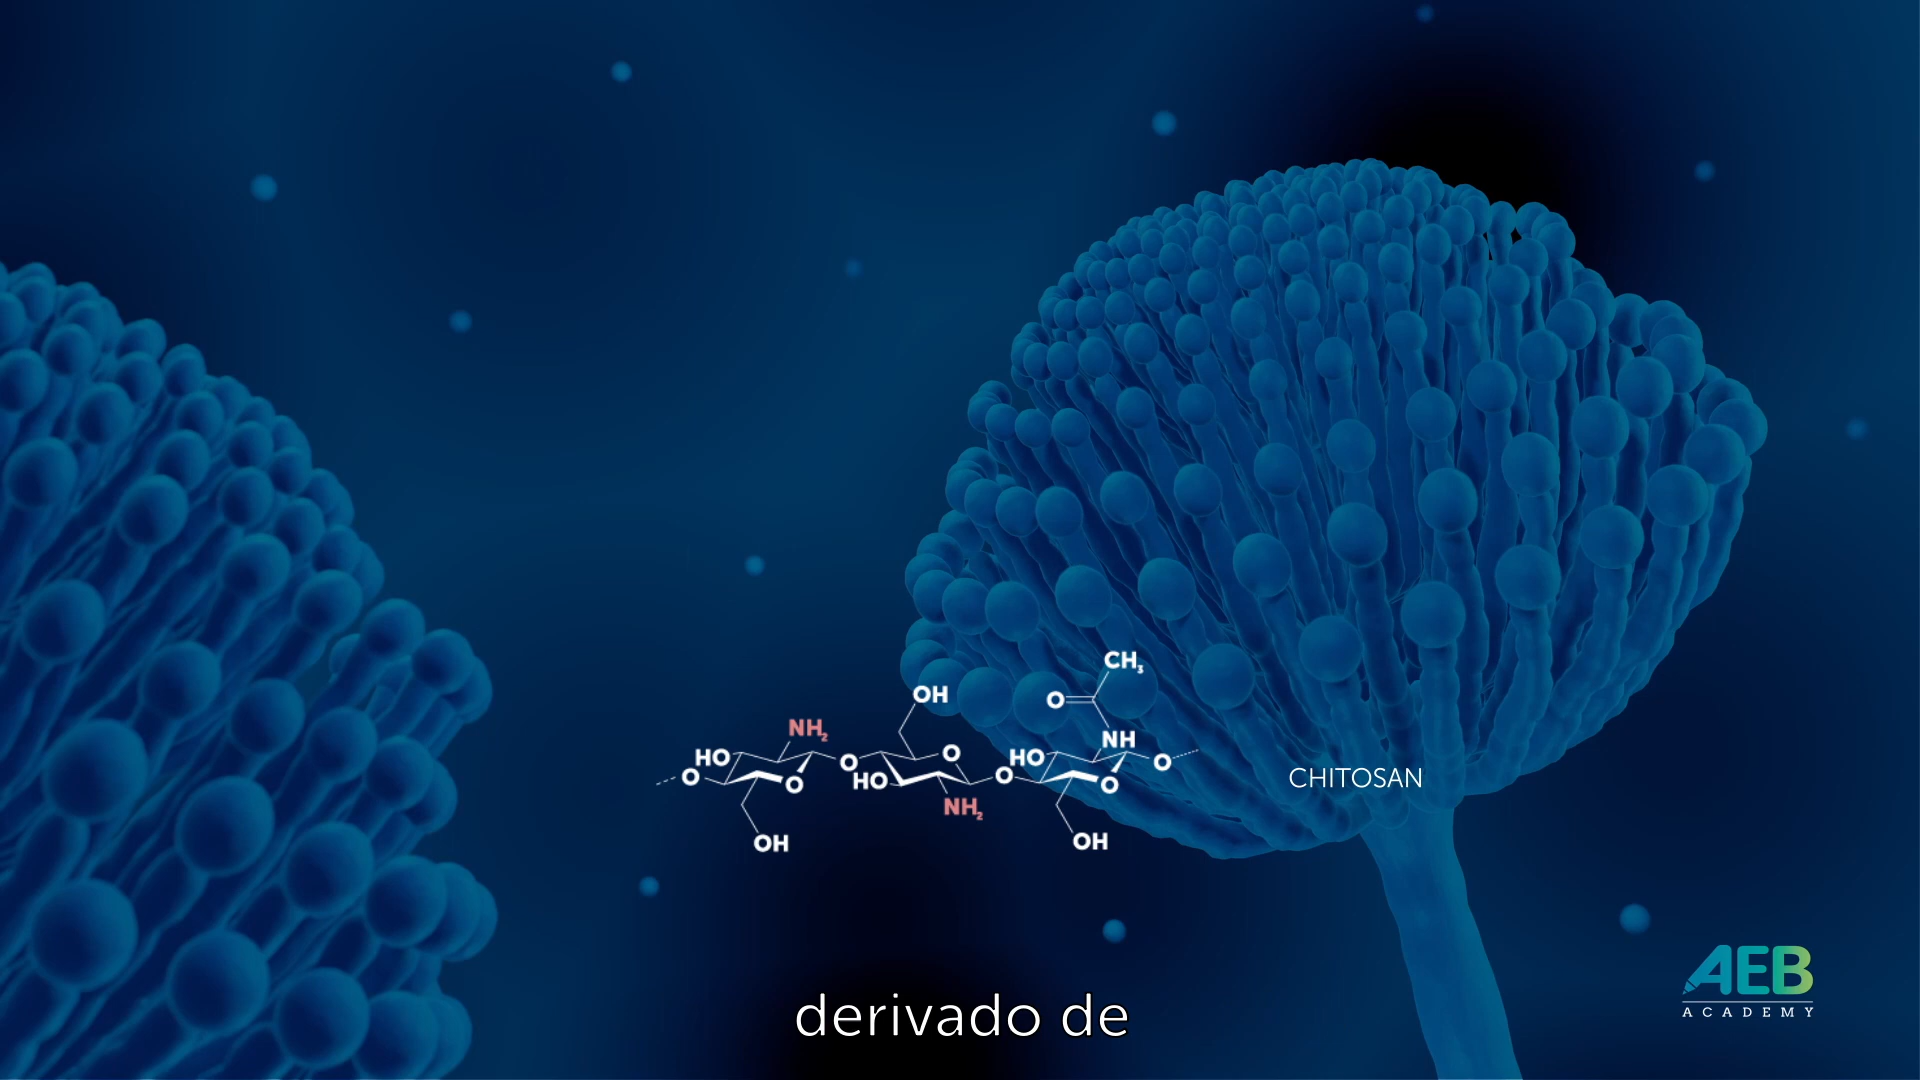 CH₃
OH
O
NH₂
NH
HO
O
O
HO
O
O
HO
O
O
O
NH₂
OH
OH
CHITOSAN
derivado de
AEB
ACADEMY